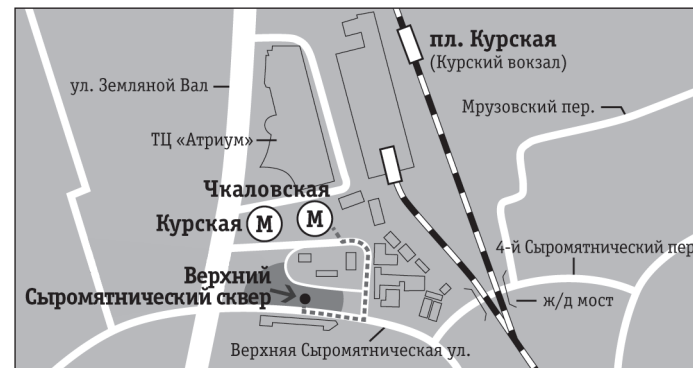 пл. Курская
(Курский вокзал)
ул. Земляной Вал
Мрузовский пер.
ТЦ «Атриум»
Чкаловская
Курская М М
4-й Сыромятнический пер
Верхний
Сыромятнический сквер
ж/д мост
Верхняя Сыромятническая ул.